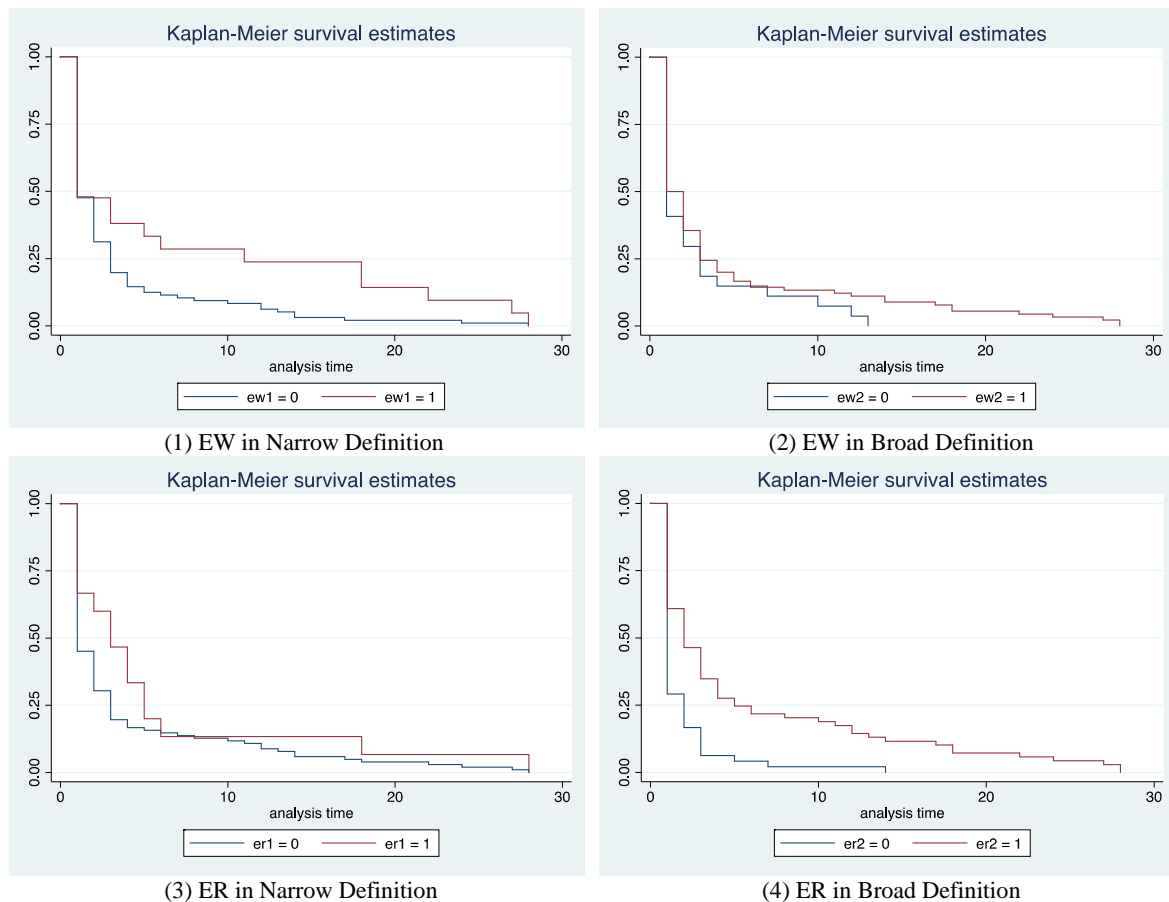 Kaplan-Meier survival estimates
1.00
0.75
0.50
0.25
0.00
0 10 20 30
analysis time
ew1 = 0 ew1 = 1
(1) EW in Narrow Definition
Kaplan-Meier survival estimates
1.00
0.75
0.50
0.25
0.00
0 10 20 30
analysis time
ew2 = 0 ew2 = 1
(2) EW in Broad Definition
Kaplan-Meier survival estimates
1.00
0.75
0.50
0.25
0.00
0 10 20 30
analysis time
er1 = 0 er1 = 1
(3) ER in Narrow Definition
Kaplan-Meier survival estimates
1.00
0.75
0.50
0.25
0.00
0 10 20 30
analysis time
er2 = 0 er2 = 1
(4) ER in Broad Definition